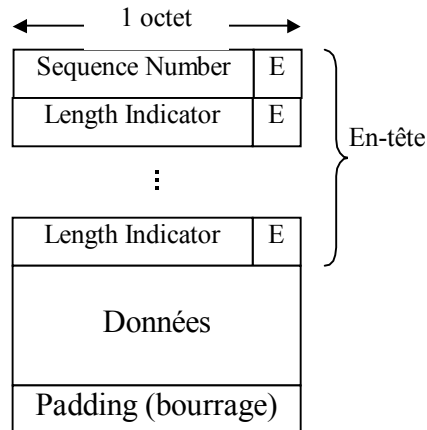 1 octet
Sequence Number E
Length Indicator E
En-tête
Length Indicator E
Données
Padding (bourrage)